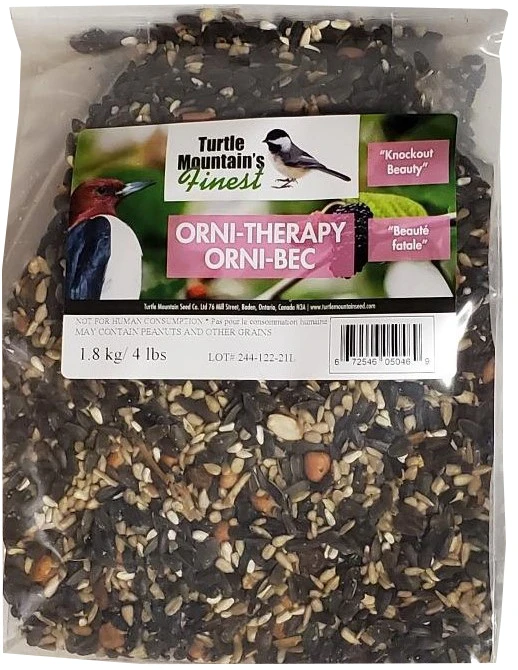 Turtle
Mountain's
Finest
"Knockout
Beauty"
ORNI-THERAPY
ORNI-BEC
"Beauté
fatale"
Turtle Mountain Seed Co. Ltd 76 Mill Street, Baden, Ontario, Canada N3A | www.turtlemountainseed.com
NOT FOR HUMAN CONSUMPTION * Pas pour le consommation humaine
MAY CONTAIN PEANUTS AND OTHER GRAINS
1.8 kg/ 4 lbs
LOT# 244-122-21L
6 72546 05046 9